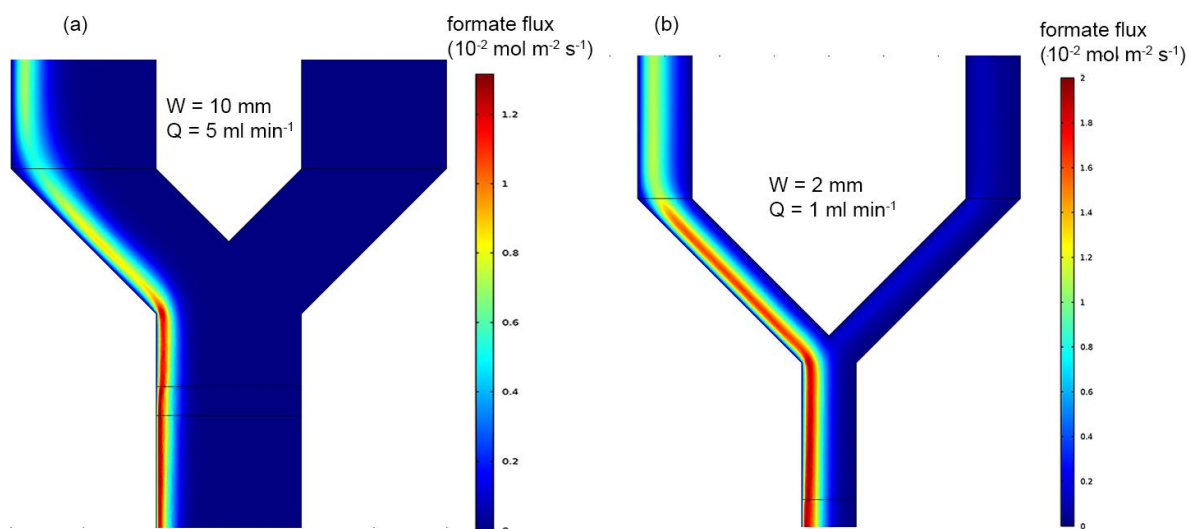 (a)
formate flux
(10⁻² mol m⁻² s⁻¹)
W = 10 mm
Q = 5 ml min⁻¹
1.2
1
0.8
0.6
0.4
0.2
0
(b)
formate flux
(10⁻² mol m⁻² s⁻¹)
W = 2 mm
Q = 1 ml min⁻¹
2
1.8
1.6
1.4
1.2
1
0.8
0.6
0.4
0.2
0